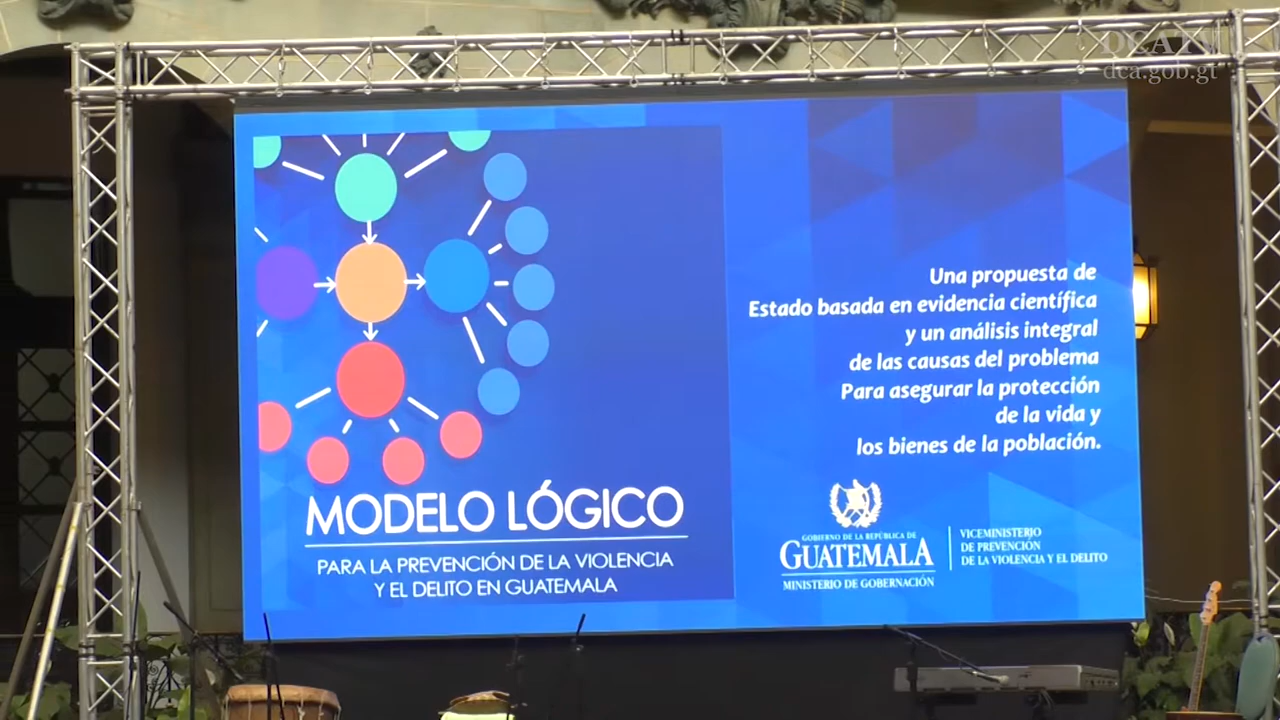 DCATV
dca.gob.gt
Una propuesta de
Estado basada en evidencia científica
y un análisis integral
de las causas del problema
Para asegurar la protección
de la vida y
los bienes de la población.
MODELO LÓGICO
PARA LA PREVENCIÓN DE LA VIOLENCIA
Y EL DELITO EN GUATEMALA
GOBIERNO DE LA REPÚBLICA DE
GUATEMALA
MINISTERIO DE GOBERNACIÓN
VICEMINISTERIO
DE PREVENCIÓN
DE LA VIOLENCIA Y EL DELITO